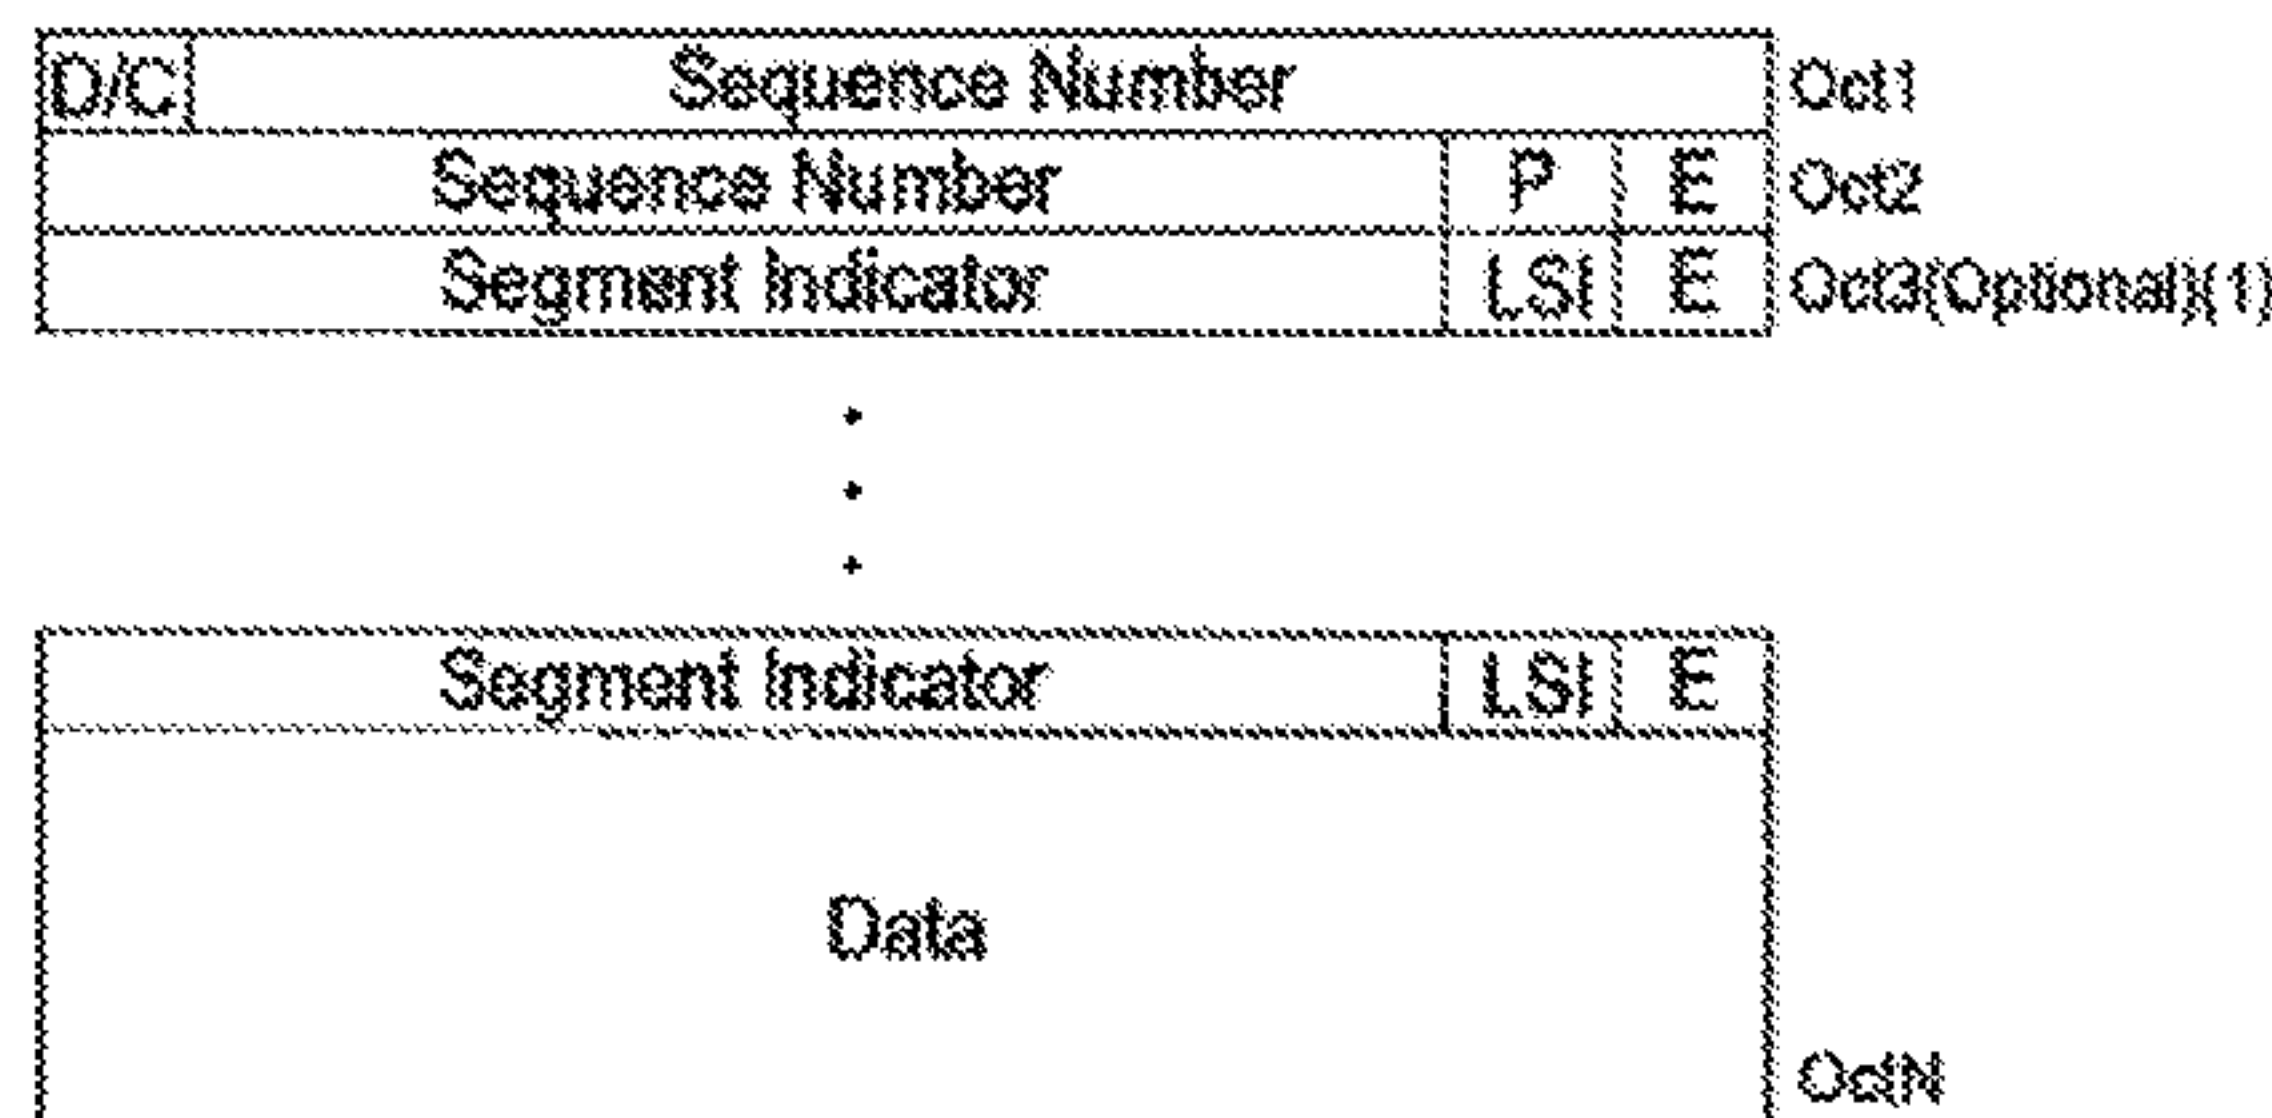 D/C Sequence Number Oct1
Sequence Number P E Oct2
Segment Indicator LSI E Oct3(Optional)(1)
Segment Indicator LSI E
Data
OctN